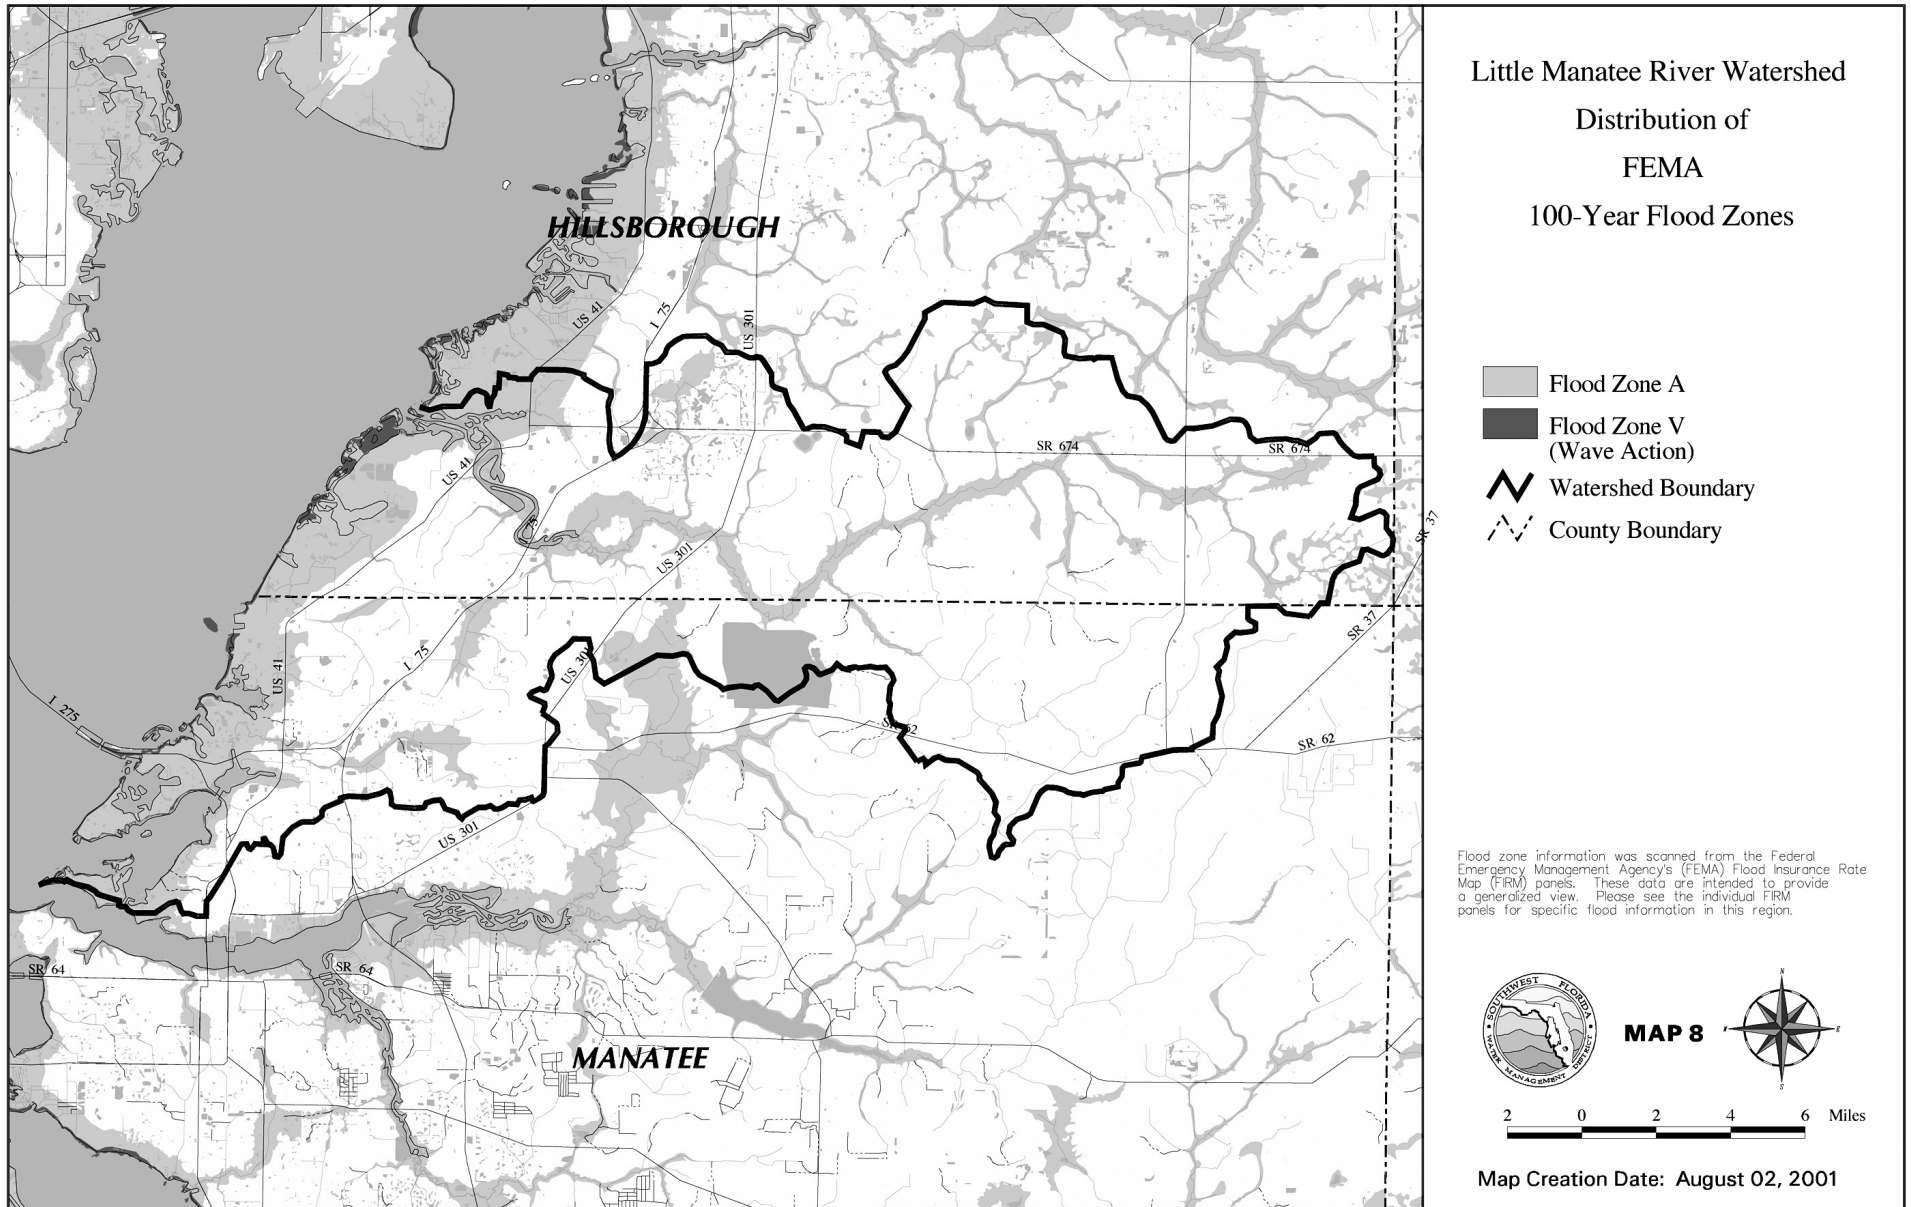 Little Manatee River Watershed
Distribution of
FEMA
100-Year Flood Zones
HILLSBOROUGH
US 41
I 75
US 301
SR 674
SR 674
US 41
I 75
US 301
SR 37
SR 37
I 75
US 41
US 301
I 275
SR 62
SR 62
US 301
SR 64
SR 64
MANATEE
Flood Zone A
Flood Zone V
(Wave Action)
Watershed Boundary
County Boundary
Flood zone information was scanned from the Federal
Emergency Management Agency's (FEMA) Flood Insurance Rate
Map (FIRM) panels. These data are intended to provide
a generalized view. Please see the individual FIRM
panels for specific flood information in this region.
SOUTHWEST FLORIDA
WATER MANAGEMENT DISTRICT
MAP 8
N
W E
S
2 0 2 4 6 Miles
Map Creation Date: August 02, 2001